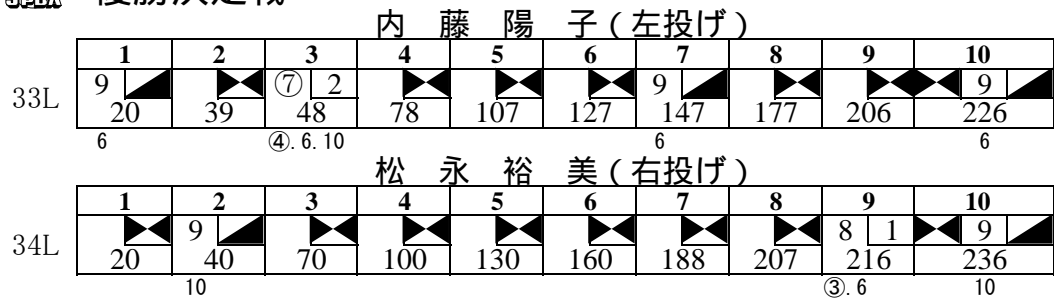 JPBA 優勝決定戦
内 藤 陽 子 ( 左投げ )
1 2 3 4 5 6 7 8 9 10
33L 9 ⑦ 2 9 9
20 39 48 78 107 127 147 177 206 226
6 ④. 6. 10 6 6
松 永 裕 美 ( 右投げ )
1 2 3 4 5 6 7 8 9 10
34L 9 8 1 9
20 40 70 100 130 160 188 207 216 236
10 ③. 6 10